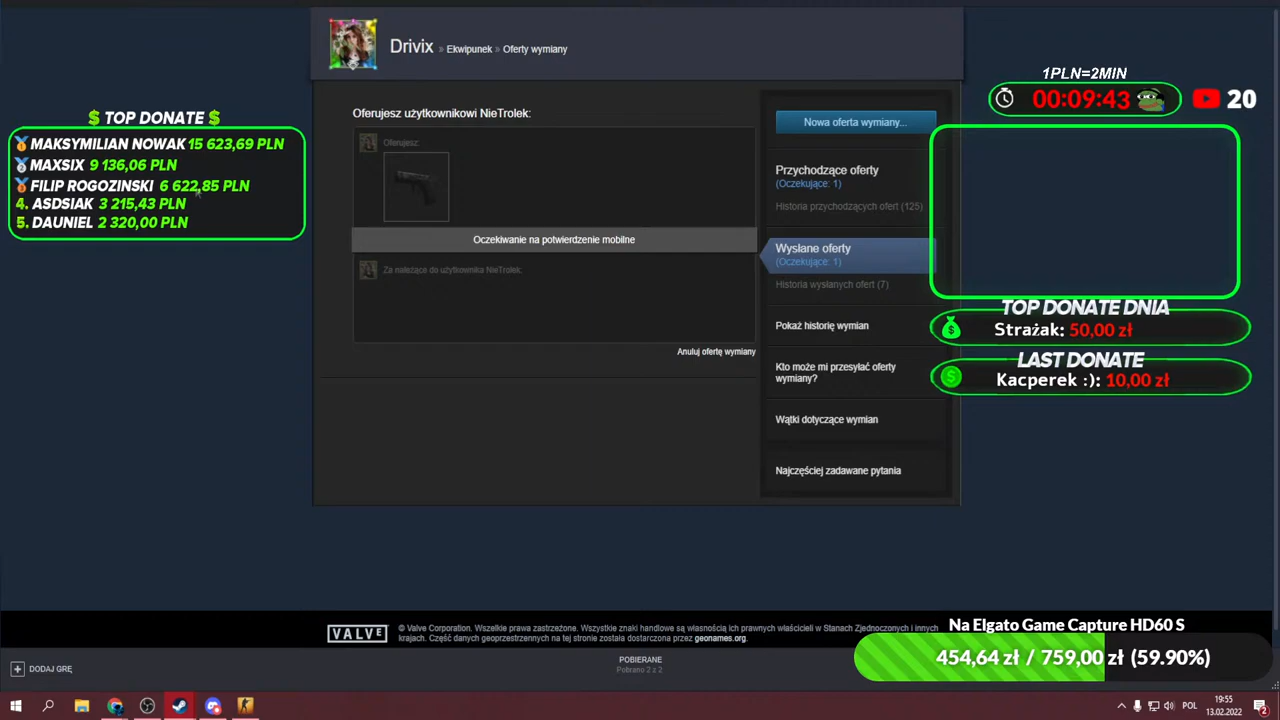 Drivix » Ekwipunek » Oferty wymiany
Oferujesz użytkownikowi NieTrolek:
Oferujesz:
Oczekiwanie na potwierdzenie mobilne
Za należące do użytkownika NieTrolek:
Anuluj ofertę wymiany
Nowa oferta wymiany...
Przychodzące oferty
(Oczekujące: 1)
Historia przychodzących ofert (125)
Wysłane oferty
(Oczekujące: 1)
Historia wysłanych ofert (7)
Pokaż historię wymian
Kto może mi przesyłać oferty
wymiany?
Wątki dotyczące wymian
Najczęściej zadawane pytania
$ TOP DONATE $
MAKSYMILIAN NOWAK 15 623,69 PLN
MAXSIX 9 136,06 PLN
FILIP ROGOZINSKI 6 622,85 PLN
4. ASDSIAK 3 215,43 PLN
5. DAUNIEL 2 320,00 PLN
1PLN=2MIN
00:09:43
20
TOP DONATE DNIA
Strażak: 50,00 zł
LAST DONATE
Kacperek :): 10,00 zł
VALVE
© Valve Corporation. Wszelkie prawa zastrzeżone. Wszystkie znaki handlowe są własnością ich prawnych właścicieli w Stanach Zjednoczonych i innych
krajach. Część danych geoprzestrzennych na tej stronie została dostarczona przez geonames.org.
Na Elgato Game Capture HD60 S
454,64 zł / 759,00 zł (59.90%)
DODAJ GRĘ
POBIERANE
Pobrano 2 z 2
POL
19:55
13.02.2022
2